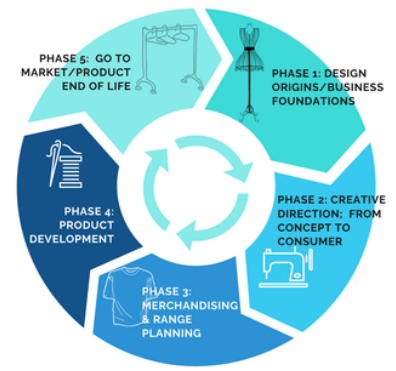 PHASE 1: DESIGN
ORIGINS/BUSINESS
FOUNDATIONS
PHASE 2: CREATIVE
DIRECTION; FROM
CONCEPT TO
CONSUMER
PHASE 3:
MERCHANDISING
& RANGE
PLANNING
PHASE 4:
PRODUCT
DEVELOPMENT
PHASE 5: GO TO
MARKET/PRODUCT
END OF LIFE